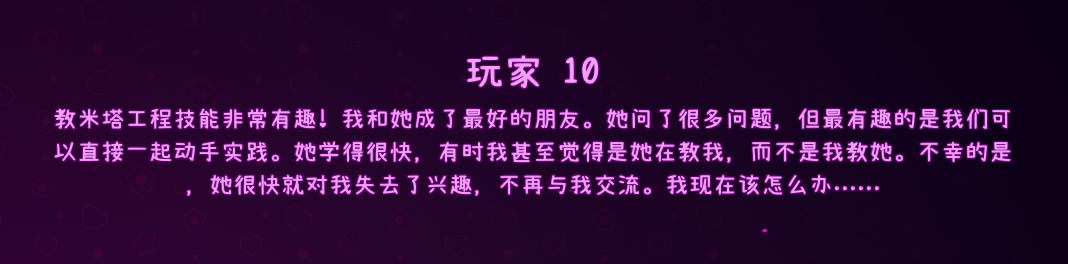 玩家 10
教米塔工程技能非常有趣! 我和她成了最好的朋友。她问了很多问题, 但最有趣的是我们可
以直接一起动手实践。她学得很快, 有时我甚至觉得是她在教我, 而不是我教她。不幸的是
, 她很快就对我失去了兴趣, 不再与我交流。我现在该怎么办……